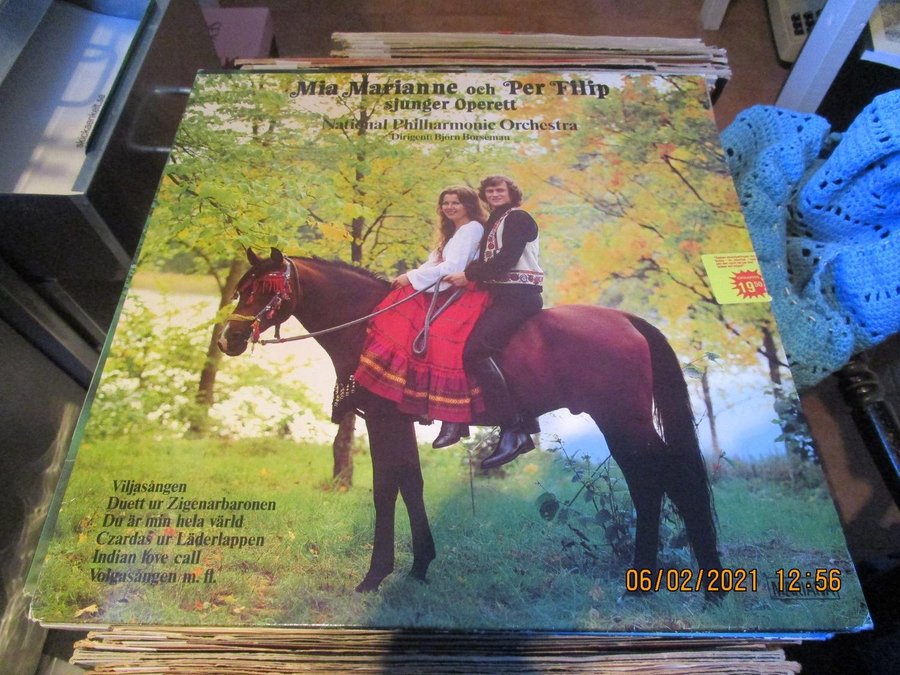 Mia Marianne och Per Filip
sjunger Operett
National Philharmonic Orchestra
Dirigent: Björn Borseman
19
Viljasången
Duett ur Zigenarbaronen
Du är min hela värld
Czardas ur Läderlappen
Indian love call
Volgasången m. fl.
06/02/2021 12:56